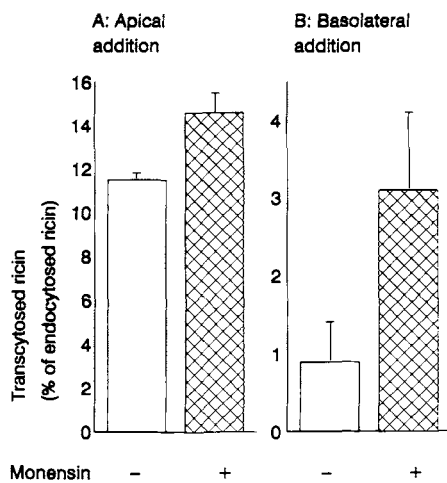 A: Apical
addition
B: Basolateral
addition
Transcytosed ricin
(% of endocytosed ricin)
16
14
12
10
8
6
4
2
0
4
3
2
1
0
Monensin − + − +